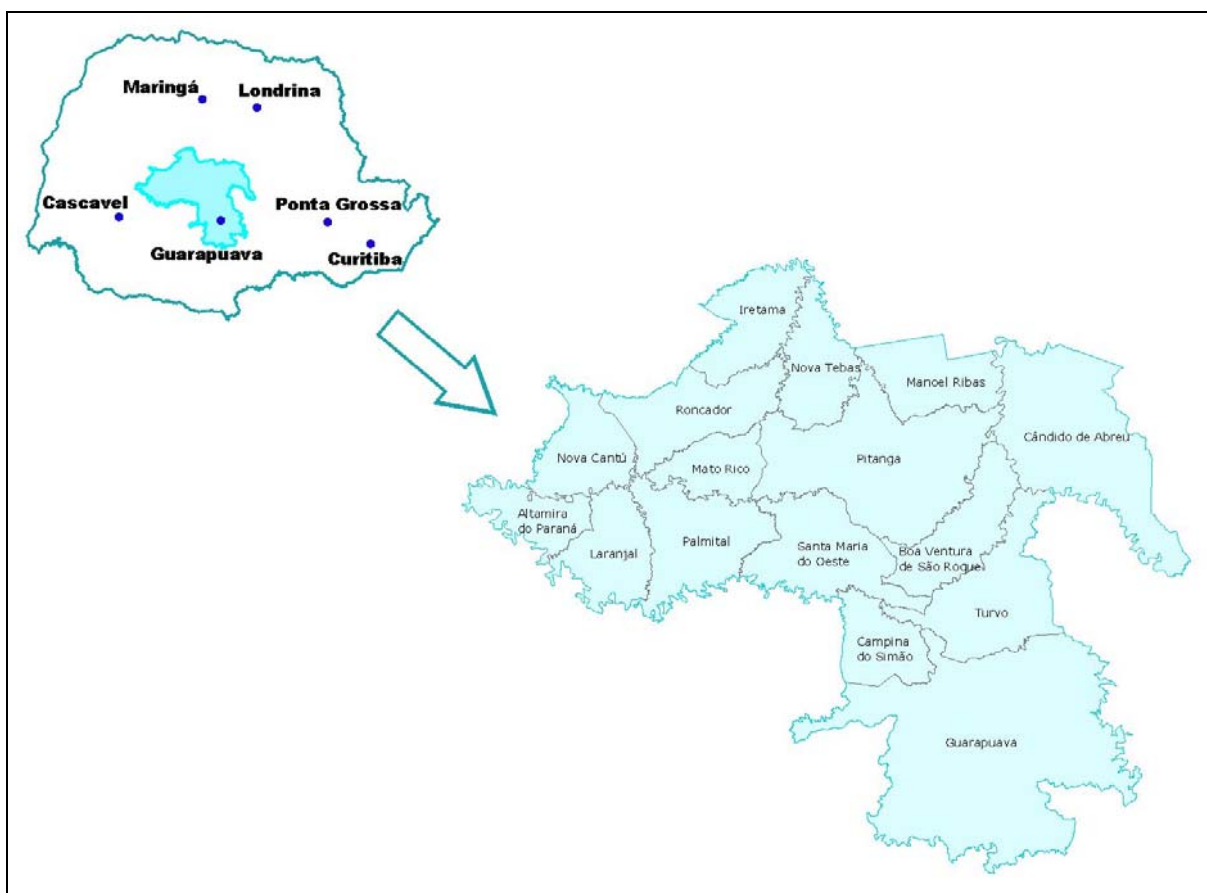 Maringá
Londrina
Cascavel
Ponta Grossa
Guarapuava
Curitiba
Iretama
Nova Tebas
Manoel Ribas
Roncador
Cândido de Abreu
Nova Cantú
Mato Rico
Pitanga
Altamira
do Paraná
Laranjal
Palmital
Santa Maria
do Oeste
Boa Ventura
de São Roque
Turvo
Campina
do Simão
Guarapuava